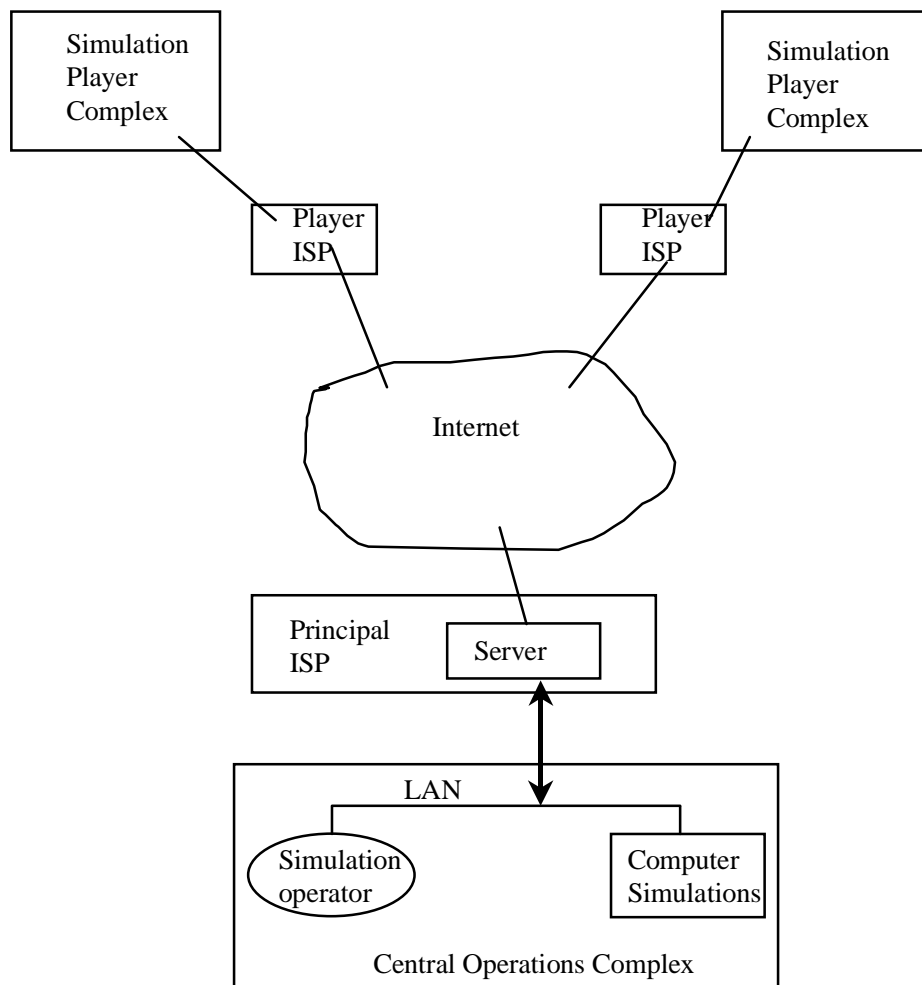 Simulation
Player
Complex
Simulation
Player
Complex
Player
ISP
Player
ISP
Internet
Principal
ISP
Server
LAN
Simulation
operator
Computer
Simulations
Central Operations Complex